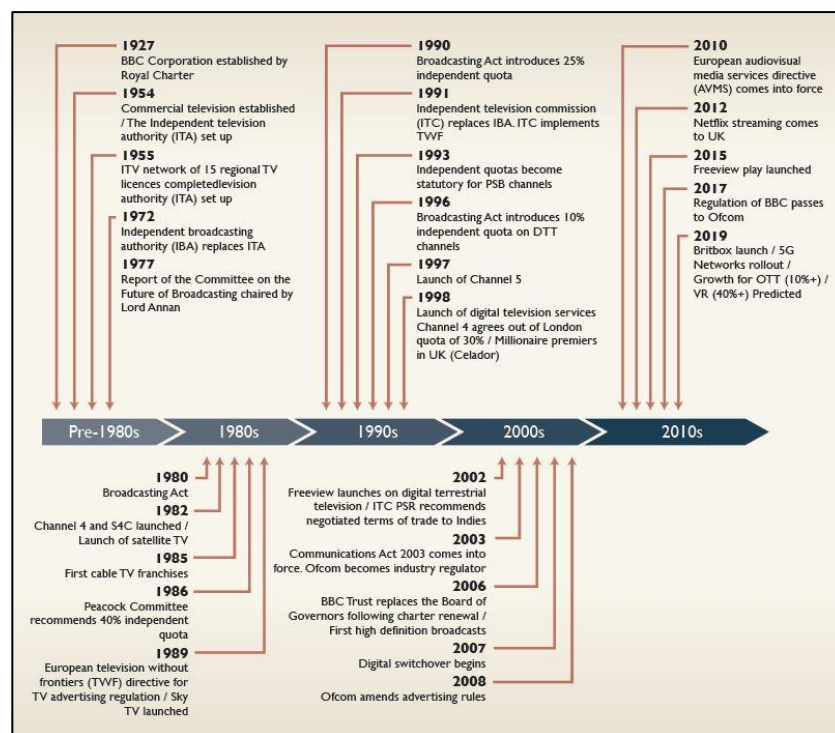 1927
BBC Corporation established by
Royal Charter
1954
Commercial television established
/ The Independent television
authority (ITA) set up
1955
ITV network of 15 regional TV
licences completedlevision
authority (ITA) set up
1972
Independent broadcasting
authority (IBA) replaces ITA
1977
Report of the Committee on the
Future of Broadcasting chaired by
Lord Annan
1990
Broadcasting Act introduces 25%
independent quota
1991
Independent television commission
(ITC) replaces IBA. ITC implements
TWF
1993
Independent quotas become
statutory for PSB channels
1996
Broadcasting Act introduces 10%
independent quota on DTT
channels
1997
Launch of Channel 5
1998
Launch of digital television services
Channel 4 agrees out of London
quota of 30% / Millionaire premiers
in UK (Celador)
2010
European audiovisual
media services directive
(AVMS) comes into force
2012
Netflix streaming comes
to UK
2015
Freeview play launched
2017
Regulation of BBC passes
to Ofcom
2019
Britbox launch / 5G
Networks rollout /
Growth for OTT (10%+) /
VR (40%+) Predicted
Pre-1980s
1980s
1990s
2000s
2010s
1980
Broadcasting Act
1982
Channel 4 and S4C launched /
Launch of satellite TV
1985
First cable TV franchises
1986
Peacock Committee
recommends 40% independent
quota
1989
European television without
frontiers (TWF) directive for
TV advertising regulation / Sky
TV launched
2002
Freeview launches on digital terrestrial
television / ITC PSR recommends
negotiated terms of trade to Indies
2003
Communications Act 2003 comes into
force. Ofcom becomes industry regulator
2006
BBC Trust replaces the Board of
Governors following charter renewal /
First high definition broadcasts
2007
Digital switchover begins
2008
Ofcom amends advertising rules